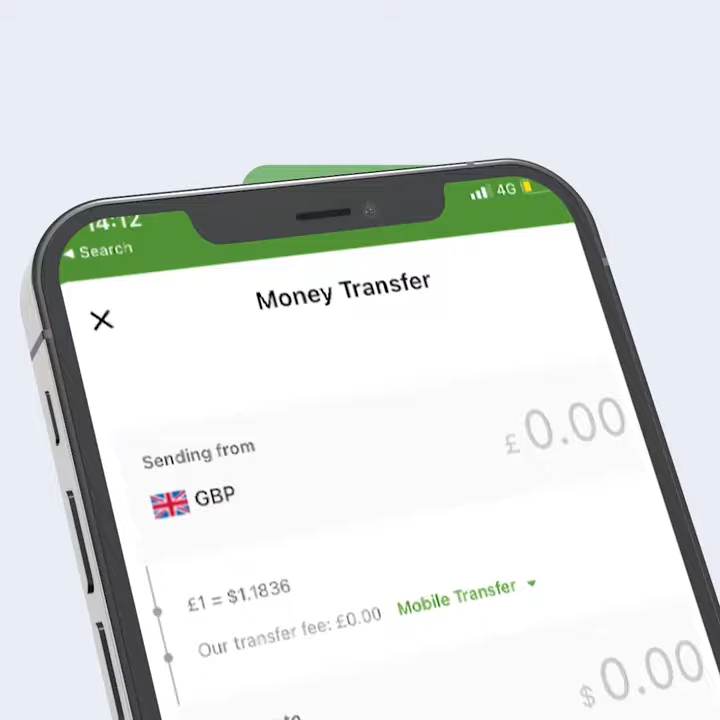 14:12
4G
◀ Search
Money Transfer
Sending from
£0.00
GBP
£1 = $1.1836
Our transfer fee: £0.00 Mobile Transfer
$0.00